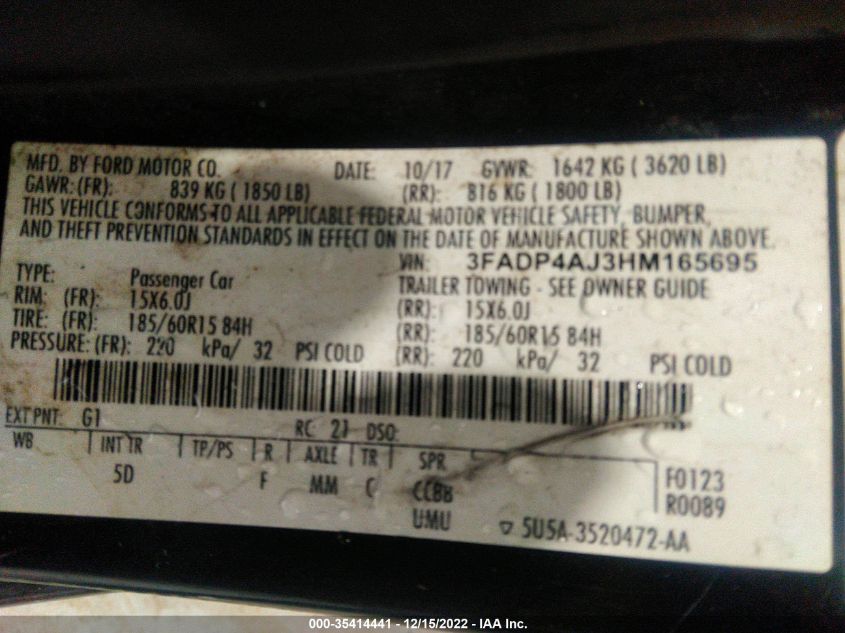 MFD. BY FORD MOTOR CO. DATE: 10/17 GVWR: 1642 KG ( 3620 LB)
GAWR: (FR): 839 KG ( 1850 LB) (RR): 816 KG ( 1800 LB)
THIS VEHICLE CONFORMS TO ALL APPLICABLE FEDERAL MOTOR VEHICLE SAFETY, BUMPER,
AND THEFT PREVENTION STANDARDS IN EFFECT ON THE DATE OF MANUFACTURE SHOWN ABOVE.
VIN: 3FADP4AJ3HM165695
TYPE: Passenger Car TRAILER TOWING - SEE OWNER GUIDE
RIM: (FR): 15X6.0J (RR): 15X6.0J
TIRE: (FR): 185/60R15 84H (RR): 185/60R15 84H
PRESSURE: (FR): 220 kPa/ 32 PSI COLD (RR): 220 kPa/ 32 PSI COLD
EXT PNT: G1 RC: 21 DSO:
WB INT TR TP/PS R AXLE TR SPR
5D F MM C CCBB F0123
UMU R0089
5U5A-3520472-AA
000-35414441 - 12/15/2022 - IAA Inc.